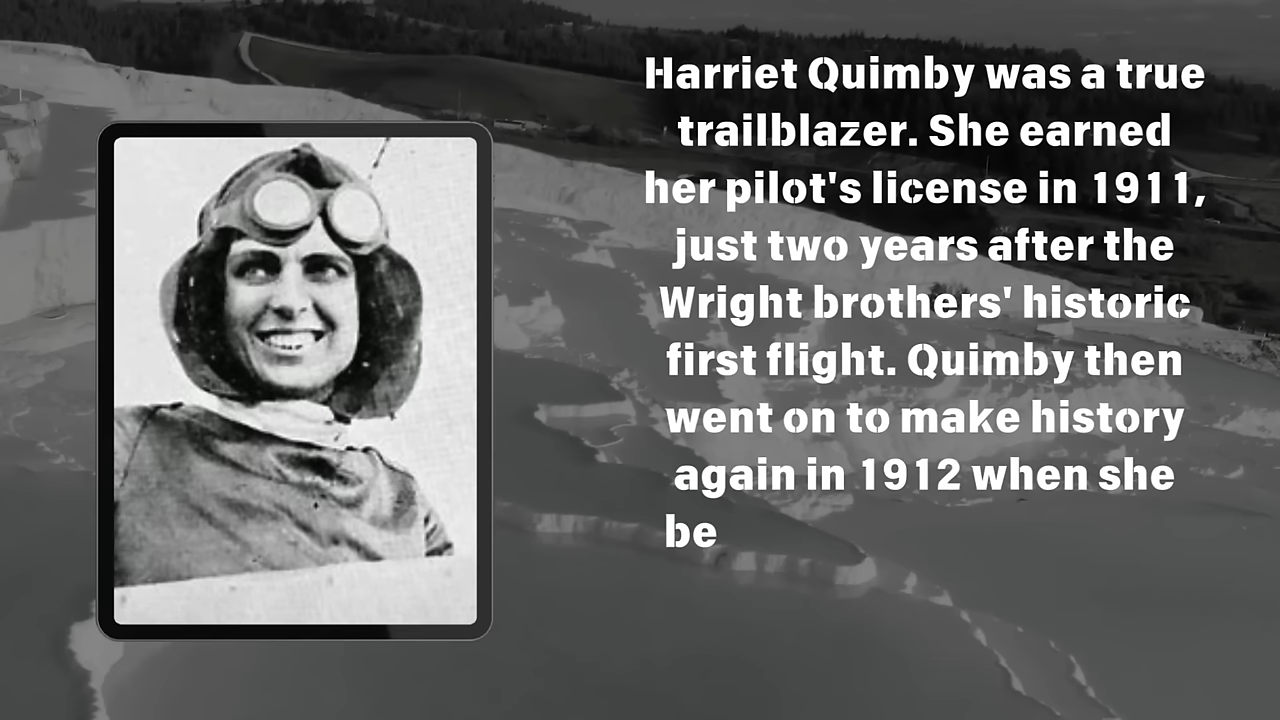 Harriet Quimby was a true
trailblazer. She earned
her pilot's license in 1911,
just two years after the
Wright brothers' historic
first flight. Quimby then
went on to make history
again in 1912 when she
be